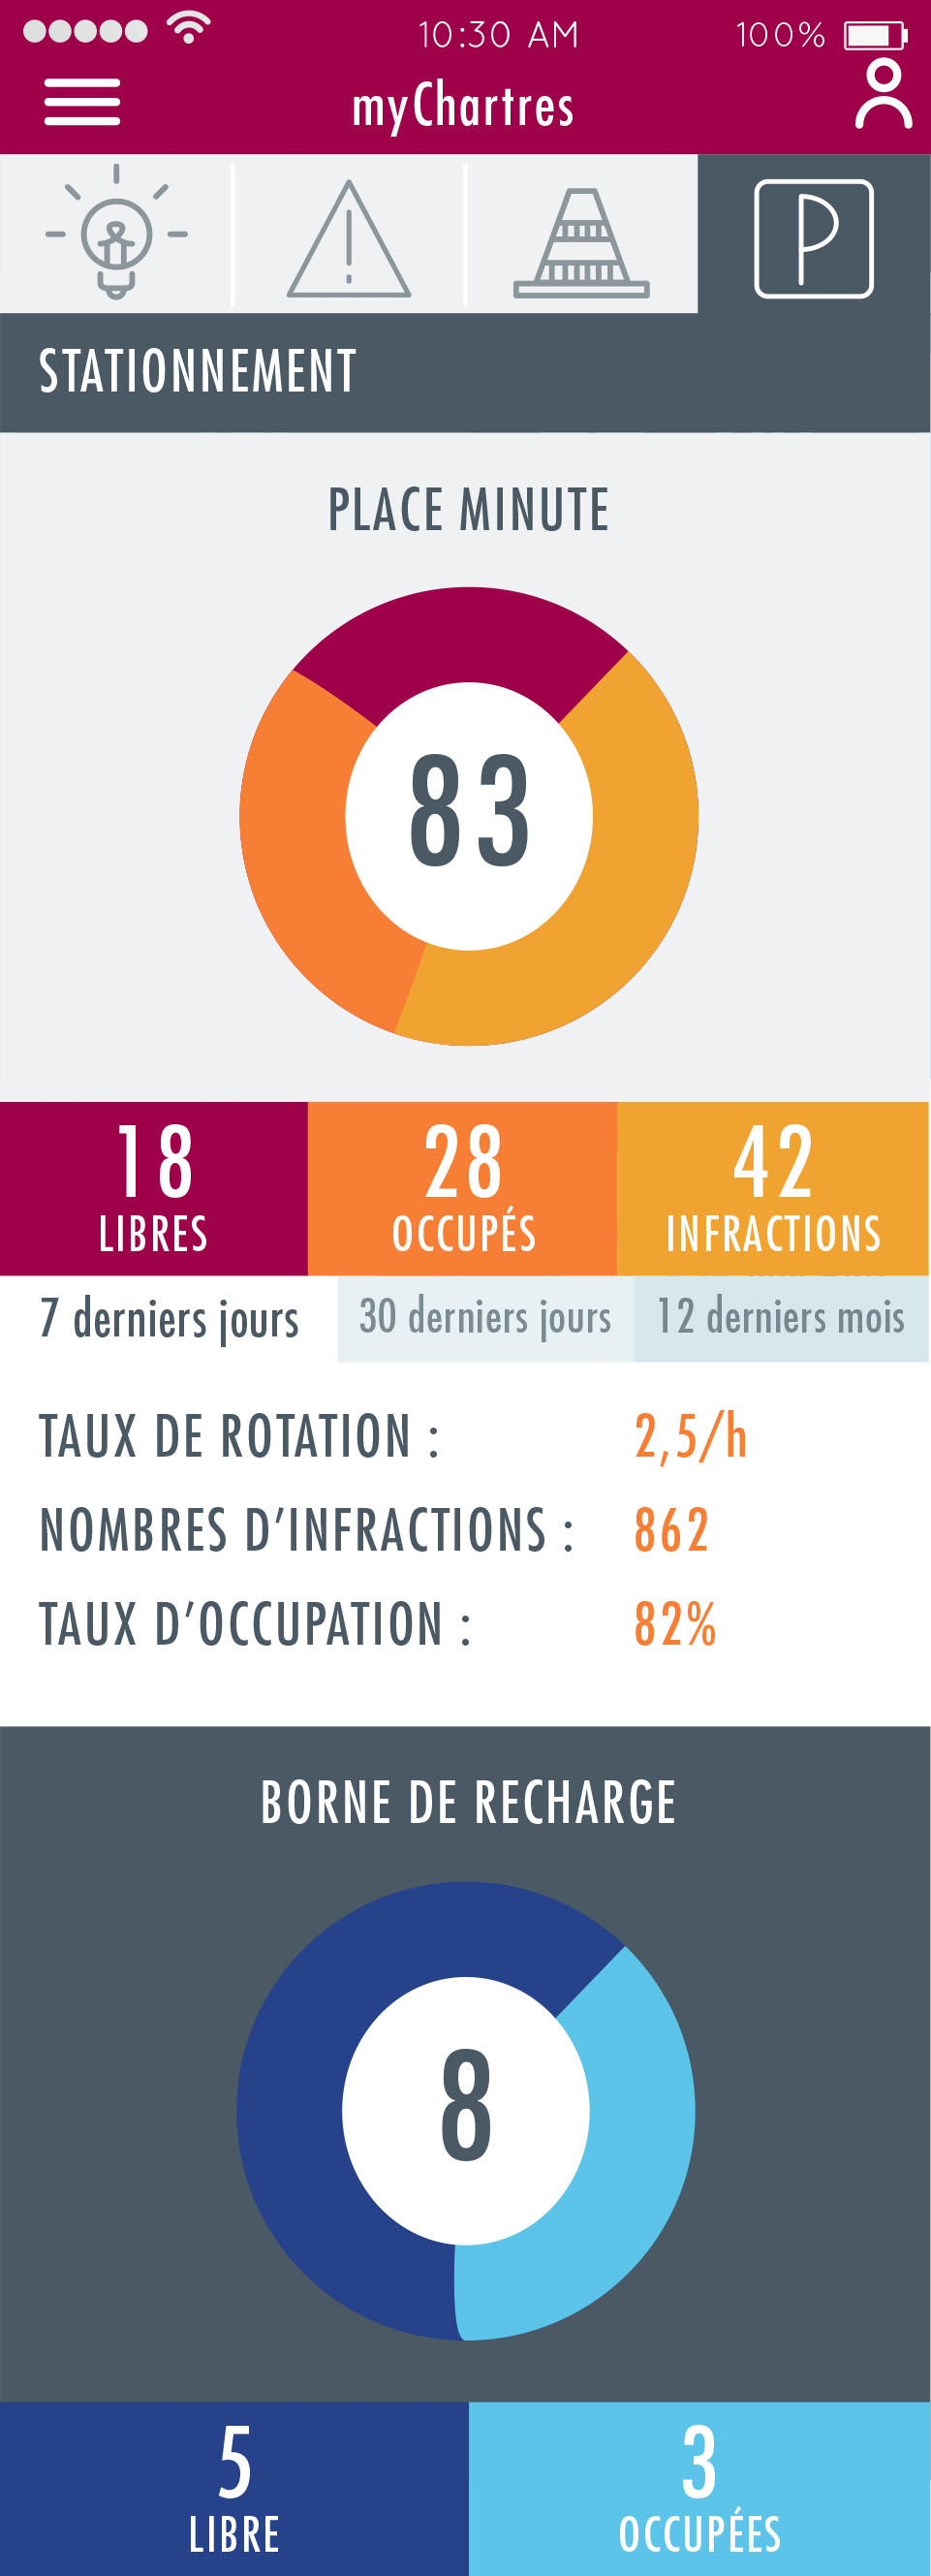 10:30 AM 100%
myChartres
P
STATIONNEMENT
PLACE MINUTE
83
18 28 42
LIBRES OCCUPÉS INFRACTIONS
7 derniers jours 30 derniers jours 12 derniers mois
TAUX DE ROTATION : 2,5/h
NOMBRES D’INFRACTIONS : 862
TAUX D’OCCUPATION : 82%
BORNE DE RECHARGE
8
5 3
LIBRE OCCUPÉES